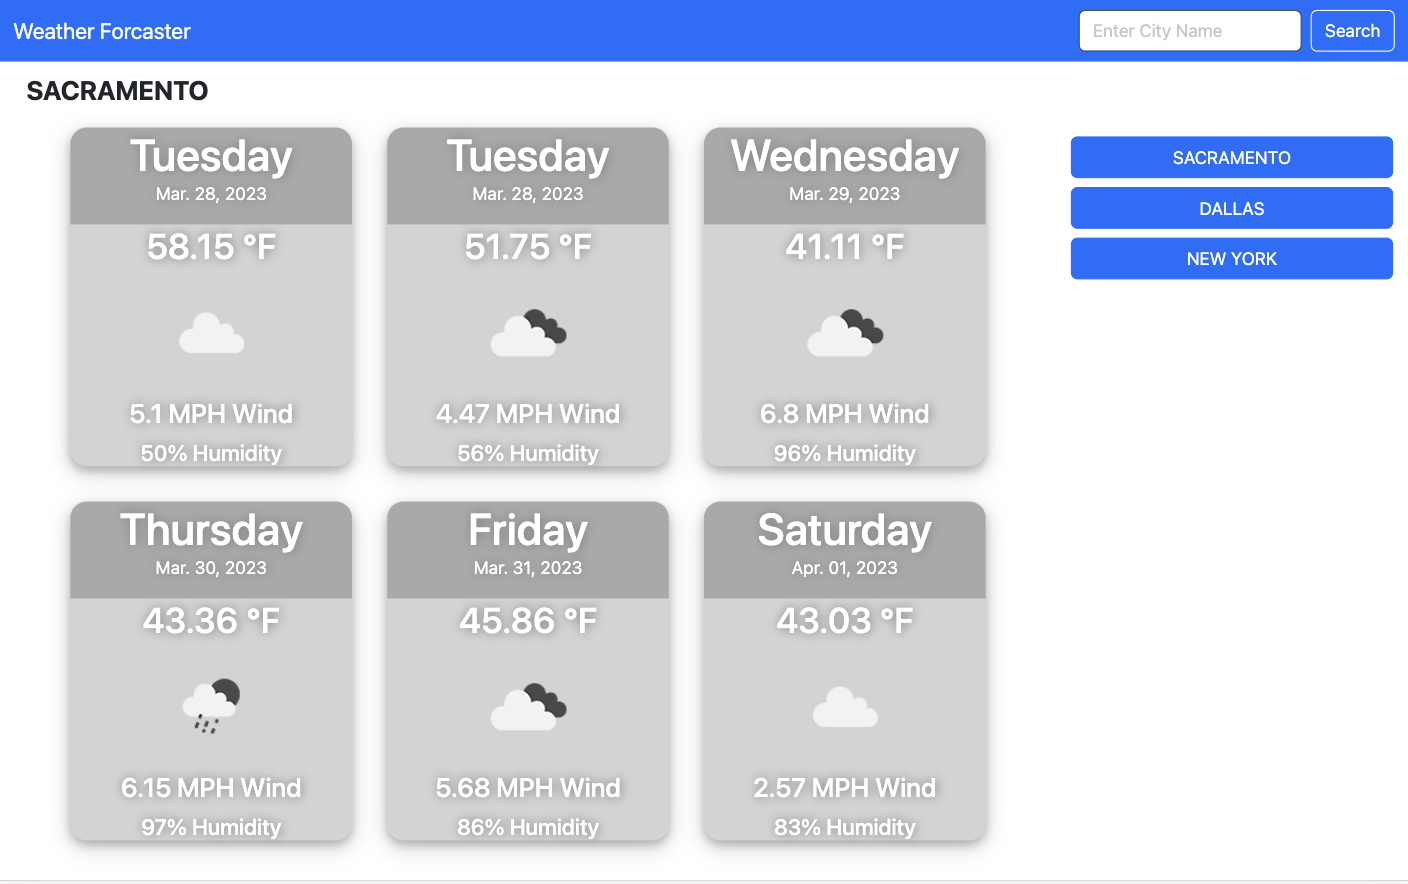 Weather Forcaster
Enter City Name
Search
SACRAMENTO
Tuesday
Mar. 28, 2023
58.15 °F
5.1 MPH Wind
50% Humidity
Tuesday
Mar. 28, 2023
51.75 °F
4.47 MPH Wind
56% Humidity
Wednesday
Mar. 29, 2023
41.11 °F
6.8 MPH Wind
96% Humidity
Thursday
Mar. 30, 2023
43.36 °F
6.15 MPH Wind
97% Humidity
Friday
Mar. 31, 2023
45.86 °F
5.68 MPH Wind
86% Humidity
Saturday
Apr. 01, 2023
43.03 °F
2.57 MPH Wind
83% Humidity
SACRAMENTO
DALLAS
NEW YORK